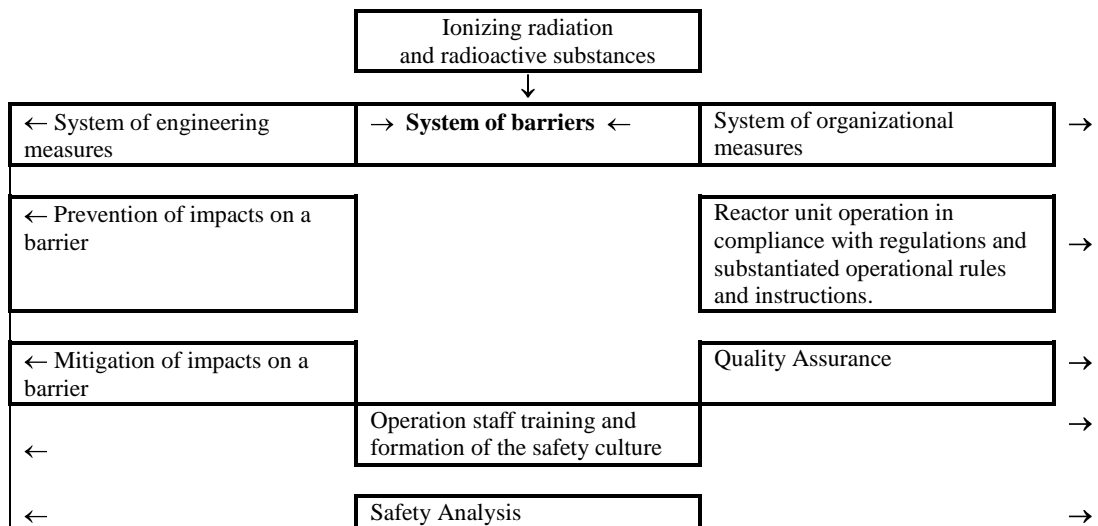 Ionizing radiation
and radioactive substances
↓
← System of engineering
measures
→ System of barriers ←
System of organizational
measures
→
← Prevention of impacts on a
barrier
Reactor unit operation in
compliance with regulations and
substantiated operational rules
and instructions.
→
← Mitigation of impacts on a
barrier
Quality Assurance
→
Operation staff training and
formation of the safety culture
→
←
← Safety Analysis →